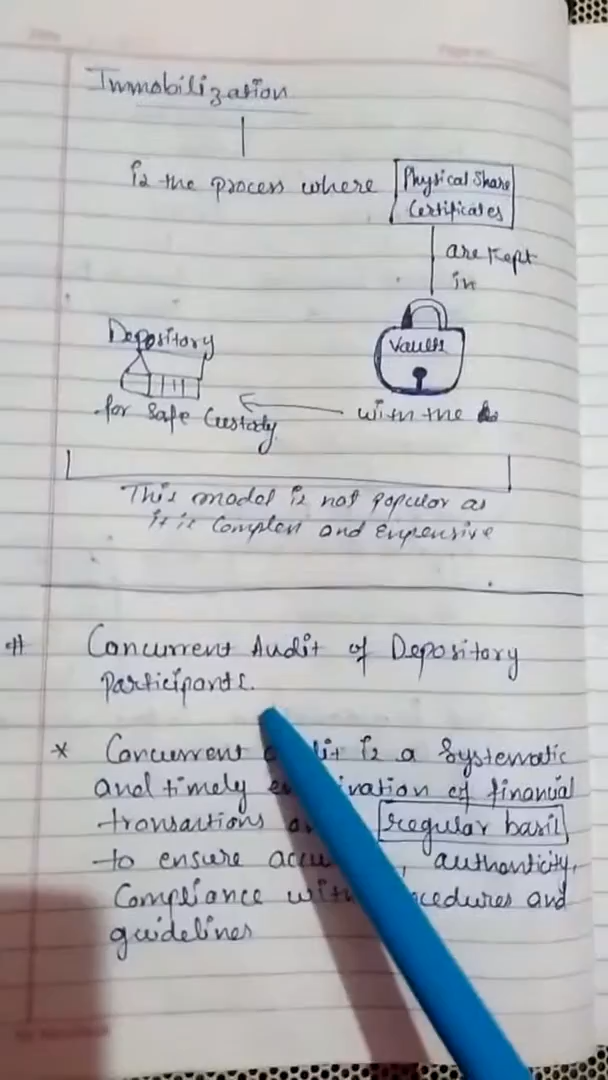 Immobilization
is the process where Physical Share
Certificates
are kept
in
Vaults
with the
Depository
for Safe Custody
This model is not popular as
it is Complex and Expensive
# Concurrent Audit of Depository
Participants.
* Concurrent is a Systematic
and timely of financial
transactions regular basis
to ensure , authenticity,
Compliance with and
guidelines